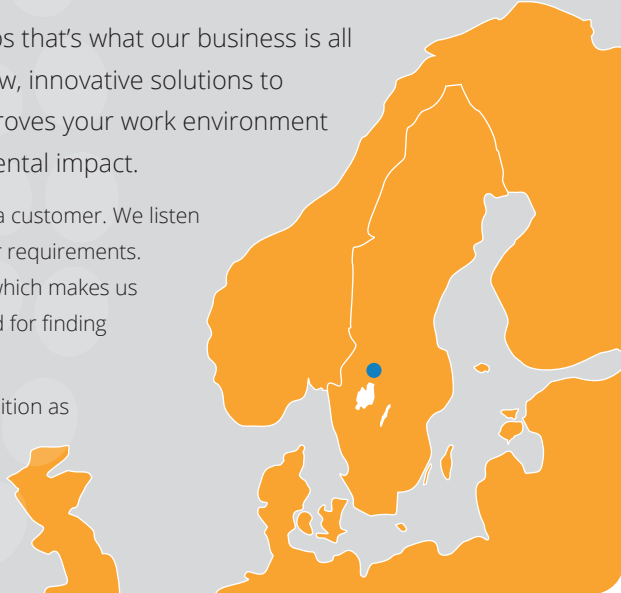 s that’s what our business is all
w, innovative solutions to
roves your work environment
ental impact.
a customer. We listen
r requirements.
which makes us
d for finding
ition as